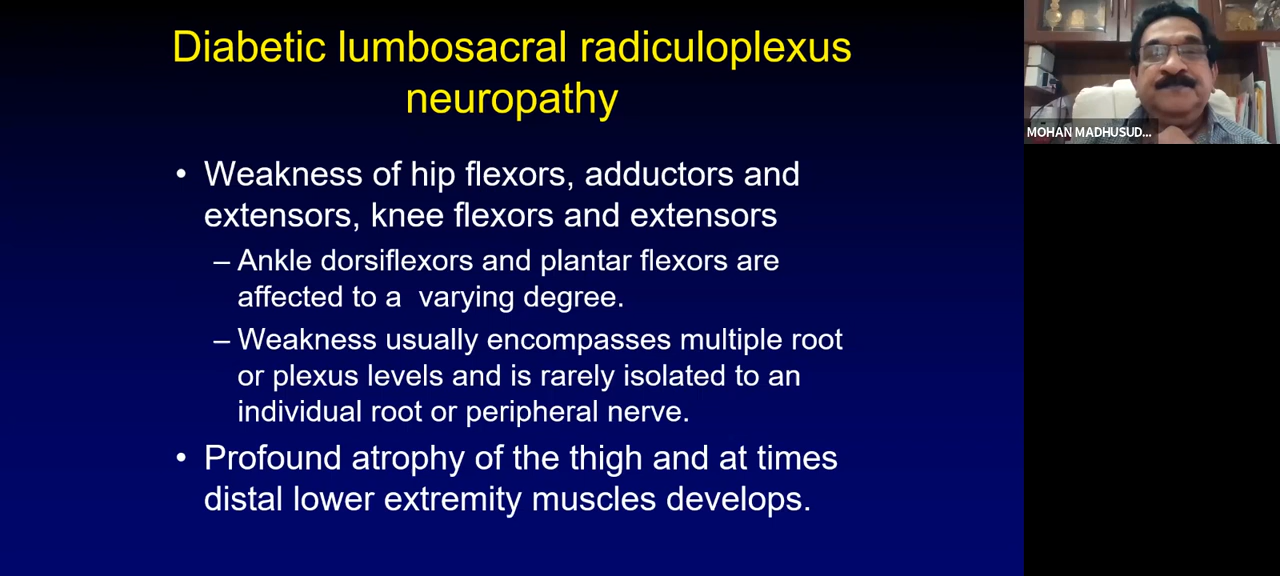 Diabetic lumbosacral radiculoplexus
neuropathy
• Weakness of hip flexors, adductors and
extensors, knee flexors and extensors
– Ankle dorsiflexors and plantar flexors are
affected to a  varying degree.
– Weakness usually encompasses multiple root
or plexus levels and is rarely isolated to an
individual root or peripheral nerve.
• Profound atrophy of the thigh and at times
distal lower extremity muscles develops.
MOHAN MADHUSUD...